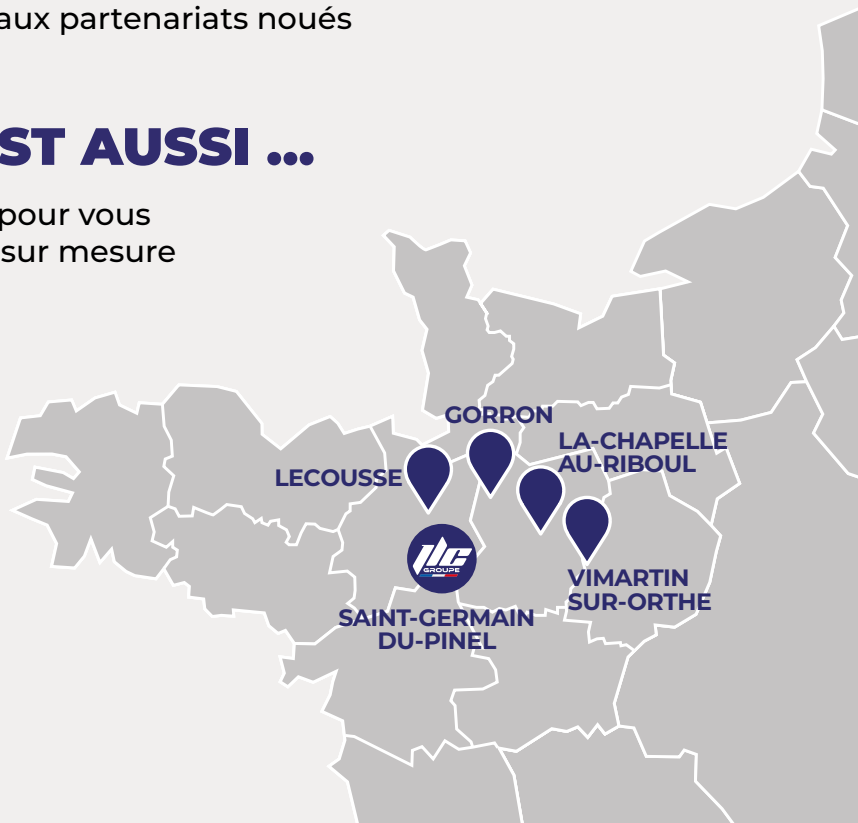 aux partenariats noués
ST AUSSI ...
pour vous
sur mesure
GORRON
LA-CHAPELLE
AU-RIBOUL
LECOUSSE
VIMARTIN
SUR-ORTHE
GROUPE
SAINT-GERMAIN
DU-PINEL